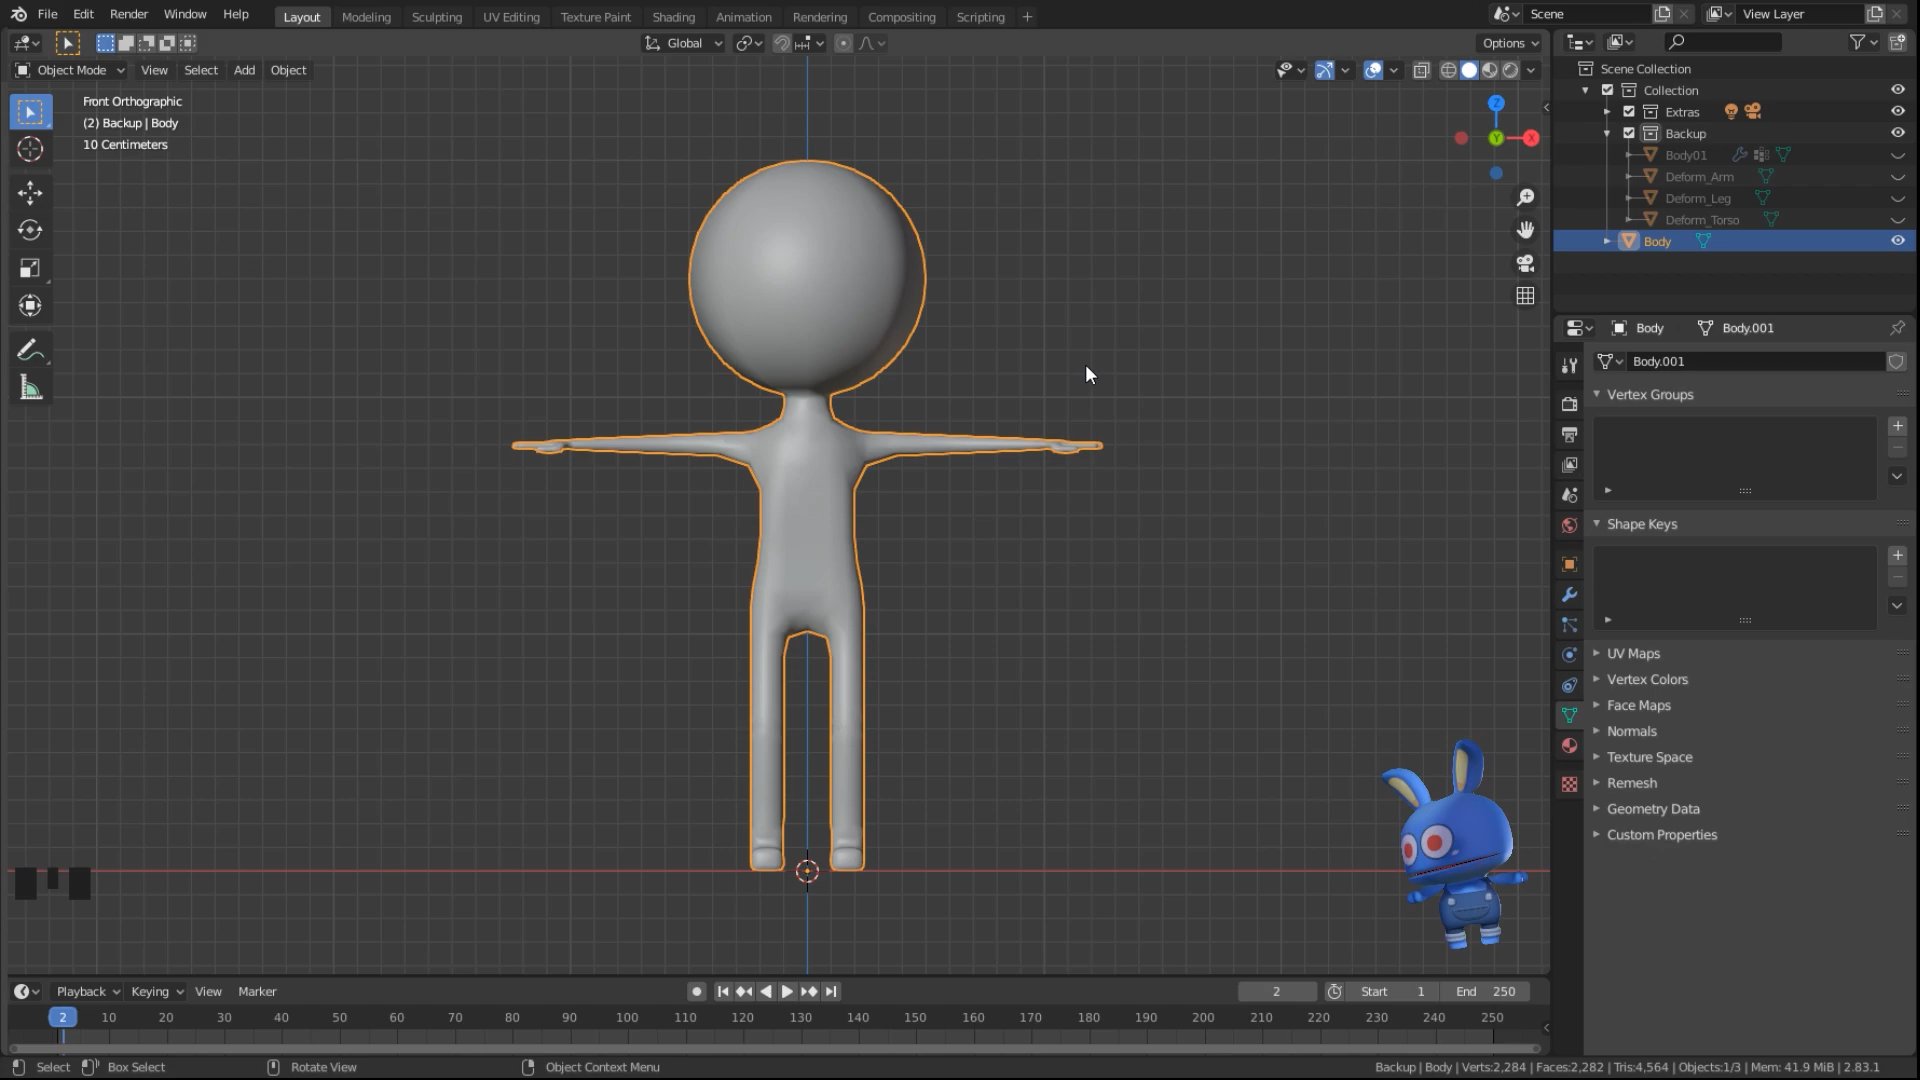 File Edit Render Window Help Layout Modeling Sculpting UV Editing Texture Paint Shading Animation Rendering Compositing Scripting + Scene View Layer
Global Options
Object Mode View Select Add Object
Front Orthographic
(2) Backup | Body
10 Centimeters
Z
Y
X
Scene Collection
Collection
Extras
Backup
Body01
Deform_Arm
Deform_Leg
Deform_Torso
Body
Body Body.001
Body.001
Vertex Groups
Shape Keys
UV Maps
Vertex Colors
Face Maps
Normals
Texture Space
Remesh
Geometry Data
Custom Properties
Playback Keying View Marker 2 Start 1 End 250
2 10 20 30 40 50 60 70 80 90 100 110 120 130 140 150 160 170 180 190 200 210 220 230 240 250
Select Box Select Rotate View Object Context Menu Backup | Body | Verts:2,284 | Faces:2,282 | Tris:4,564 | Objects:1/3 | Mem: 41.9 MiB | 2.83.1